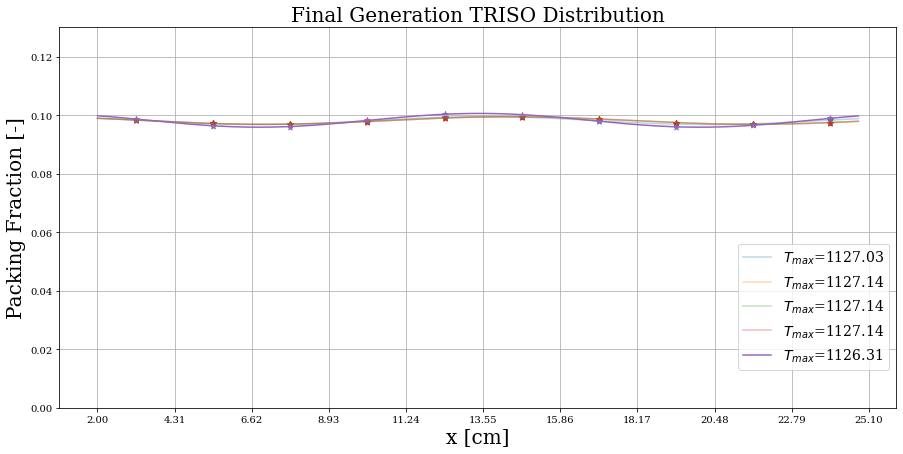 Final Generation TRISO Distribution
Packing Fraction [-]
0.12
0.10
0.08
0.06
0.04
0.02
0.00
T_max=1127.03
T_max=1127.14
T_max=1127.14
T_max=1127.14
T_max=1126.31
2.00 4.31 6.62 8.93 11.24 13.55 15.86 18.17 20.48 22.79 25.10
x [cm]